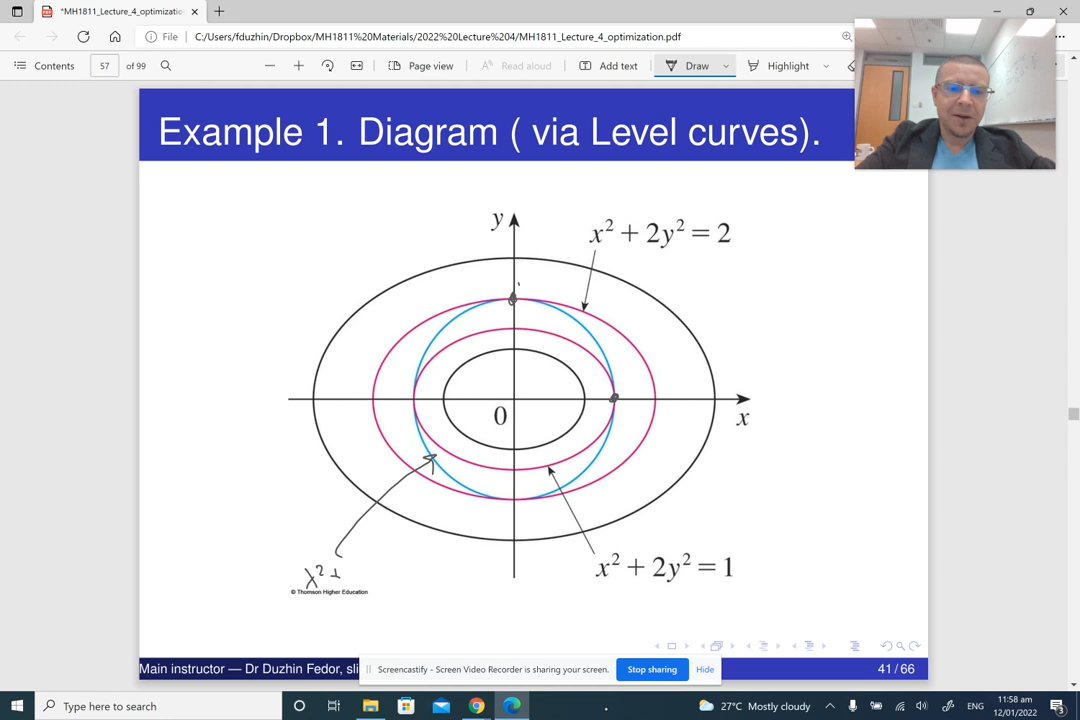 *MH1811_Lecture_4_optimizatio
File C:/Users/fduzhin/Dropbox/MH1811%20Materials/2022%20Lecture%204/MH1811_Lecture_4_optimization.pdf
Contents 57 of 99 Page view Read aloud Add text Draw Highlight
Example 1. Diagram ( via Level curves).
y
x² + 2y² = 2
0
x
x² + 2y² = 1
x² +
© Thomson Higher Education
Main instructor — Dr Duzhin Fedor, sli
Screencastify - Screen Video Recorder is sharing your screen.
Stop sharing
Hide
41 / 66
Type here to search
27°C Mostly cloudy
ENG
11:58 am
12/01/2022
3